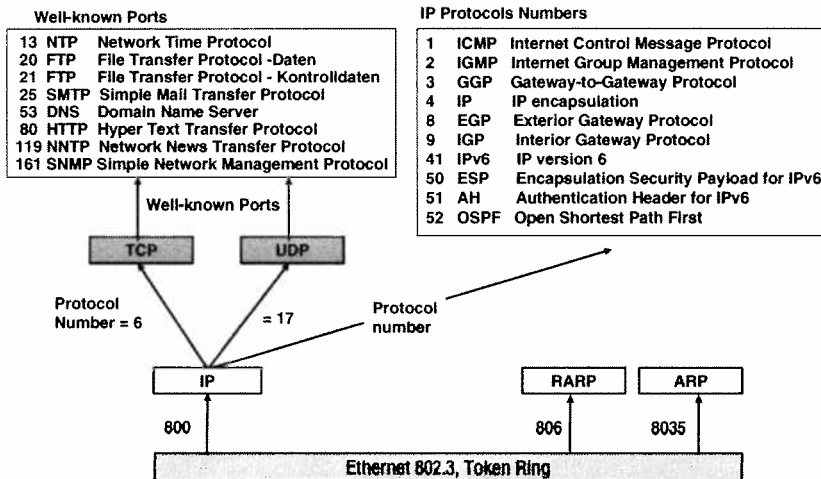 Well-known Ports
13 NTP Network Time Protocol
20 FTP File Transfer Protocol -Daten
21 FTP File Transfer Protocol - Kontrolldaten
25 SMTP Simple Mail Transfer Protocol
53 DNS Domain Name Server
80 HTTP Hyper Text Transfer Protocol
119 NNTP Network News Transfer Protocol
161 SNMP Simple Network Management Protocol
IP Protocols Numbers
1 ICMP Internet Control Message Protocol
2 IGMP Internet Group Management Protocol
3 GGP Gateway-to-Gateway Protocol
4 IP IP encapsulation
8 EGP Exterior Gateway Protocol
9 IGP Interior Gateway Protocol
41 IPv6 IP version 6
50 ESP Encapsulation Security Payload for IPv6
51 AH Authentication Header for IPv6
52 OSPF Open Shortest Path First
Well-known Ports
TCP
UDP
Protocol
Number = 6
= 17
Protocol
number
IP
RARP
ARP
800
806
8035
Ethernet 802.3, Token Ring